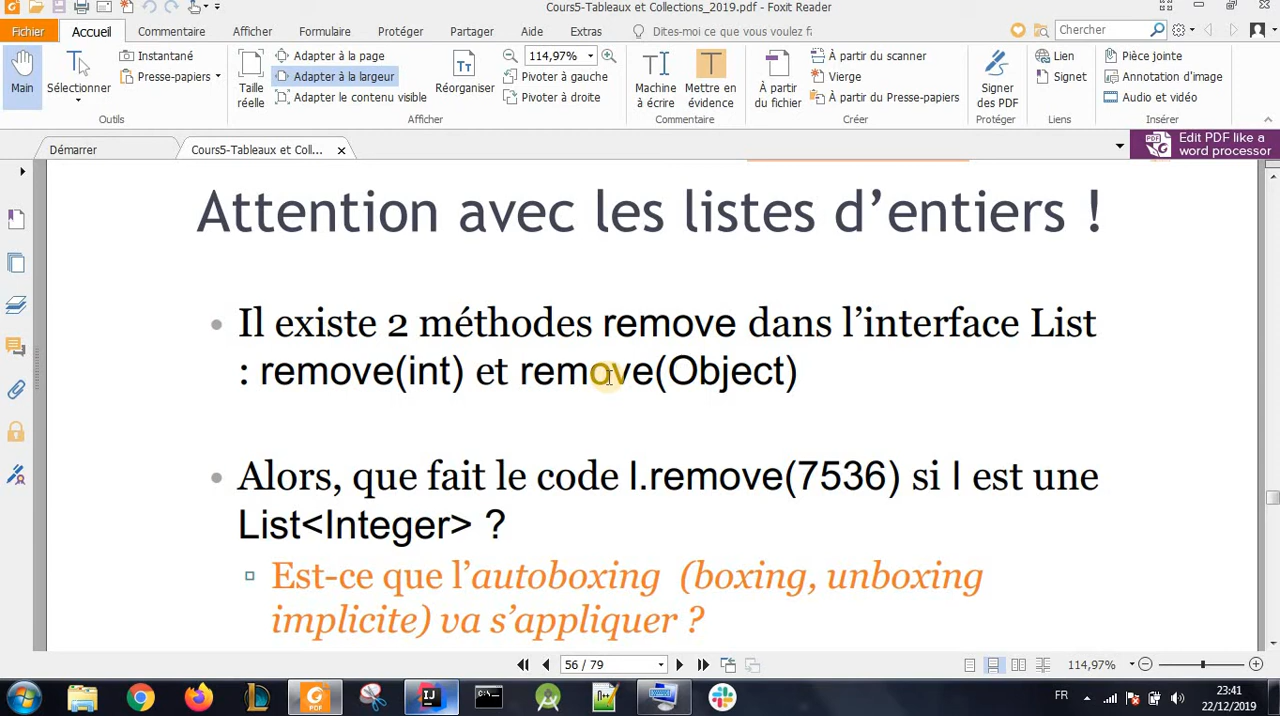 Cours5-Tableaux et Collections_2019.pdf - Foxit Reader
Fichier Accueil Commentaire Afficher Formulaire Protéger Partager Aide Extras Dites-moi ce que vous voulez f Chercher
Main
Sélectionner
Instantané
Presse-papiers
Outils
Taille réelle
Adapter à la page
Adapter à la largeur
Adapter le contenu visible
Réorganiser
114,97%
Pivoter à gauche
Pivoter à droite
Afficher
Machine à écrire
Mettre en évidence
Commentaire
À partir du fichier
À partir du scanner
Vierge
À partir du Presse-papiers
Créer
Signer des PDF
Protéger
Lien
Signet
Liens
Pièce jointe
Annotation d'image
Audio et vidéo
Insérer
Démarrer
Cours5-Tableaux et Coll...
Edit PDF like a
word processor
Attention avec les listes d’entiers !
• Il existe 2 méthodes remove dans l’interface List
: remove(int) et remove(Object)
• Alors, que fait le code l.remove(7536) si l est une
List<Integer> ?
Est-ce que l’autoboxing (boxing, unboxing
implicite) va s’appliquer ?
56 / 79
114,97%
FR
23:41
22/12/2019